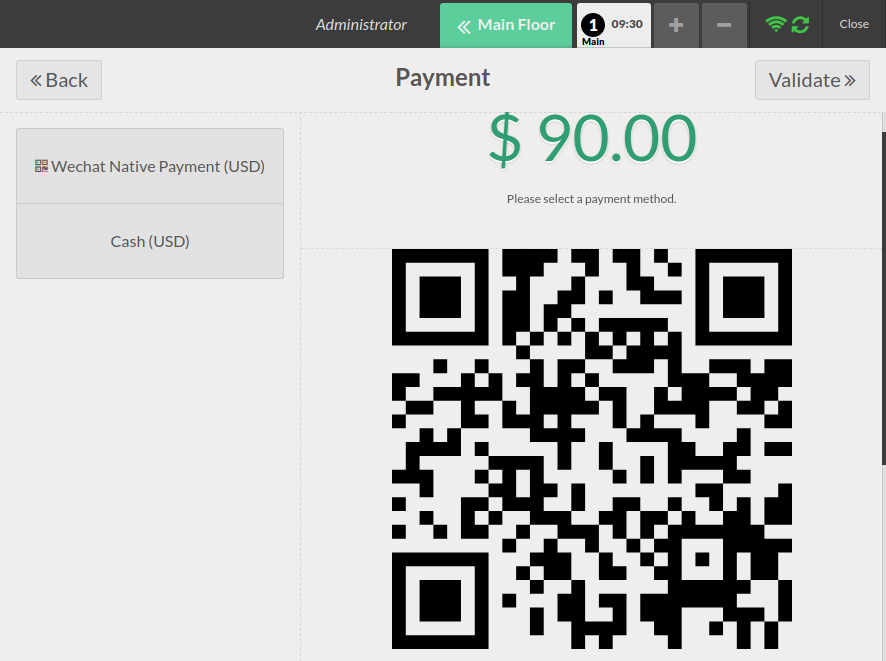 Administrator
Main Floor
1
Main
09:30
Close
Back
Payment
Validate
Wechat Native Payment (USD)
Cash (USD)
$ 90.00
Please select a payment method.